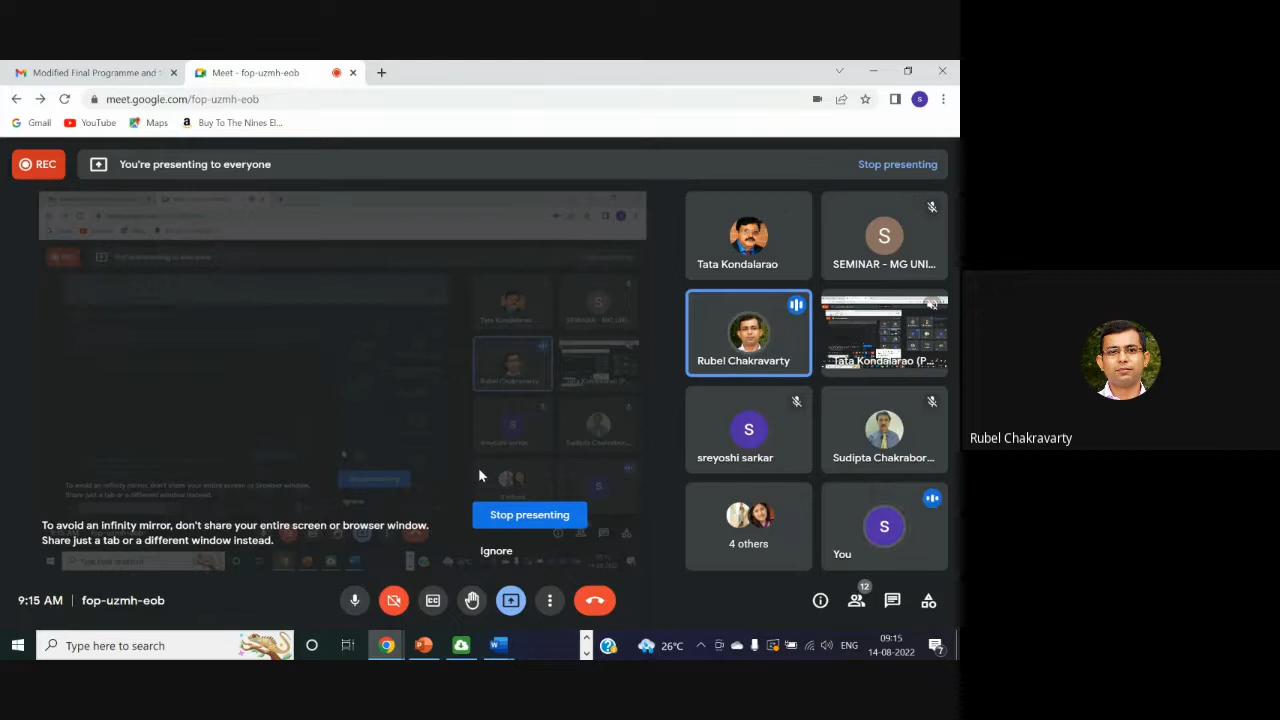 Modified Final Programme and
Meet - fop-uzmh-eob
meet.google.com/fop-uzmh-eob
S
Gmail
YouTube
Maps
Buy To The Nines El...
REC
You're presenting to everyone
Stop presenting
Tata Kondalarao
S
SEMINAR - MG UNI...
Rubel Chakravarty
Tata Kondalarao (P...
S
sreyoshi sarkar
Sudipta Chakrabor...
4 others
S
You
Rubel Chakravarty
To avoid an infinity mirror, don't share your entire screen or browser window.
Share just a tab or a different window instead.
Stop presenting
Ignore
9:15 AM | fop-uzmh-eob
12
Type here to search
26°C
ENG
09:15
14-08-2022
7